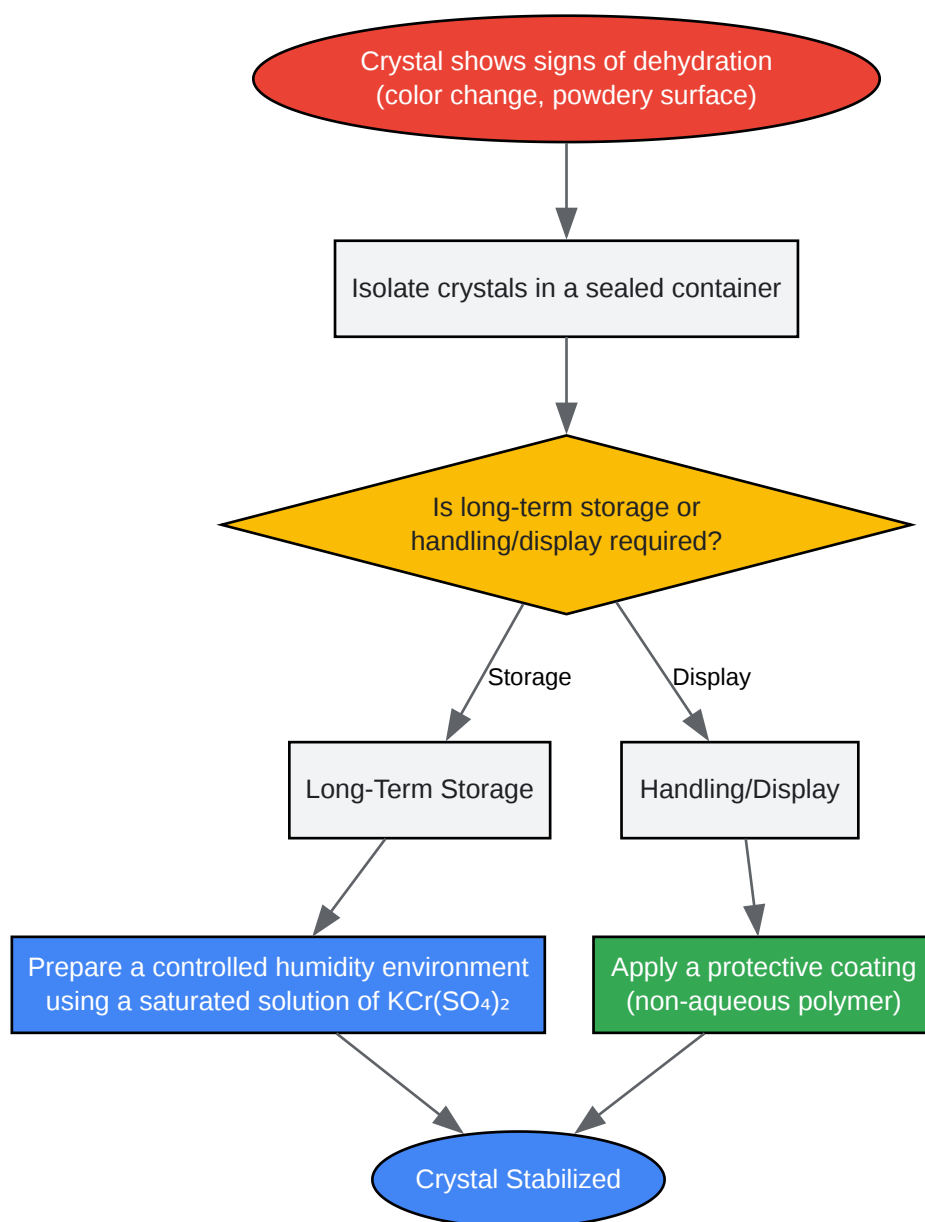 Crystal shows signs of dehydration
(color change, powdery surface)
Isolate crystals in a sealed container
Is long-term storage or
handling/display required?
Storage
Display
Long-Term Storage
Handling/Display
Prepare a controlled humidity environment
using a saturated solution of KCr(SO₄)₂
Apply a protective coating
(non-aqueous polymer)
Crystal Stabilized